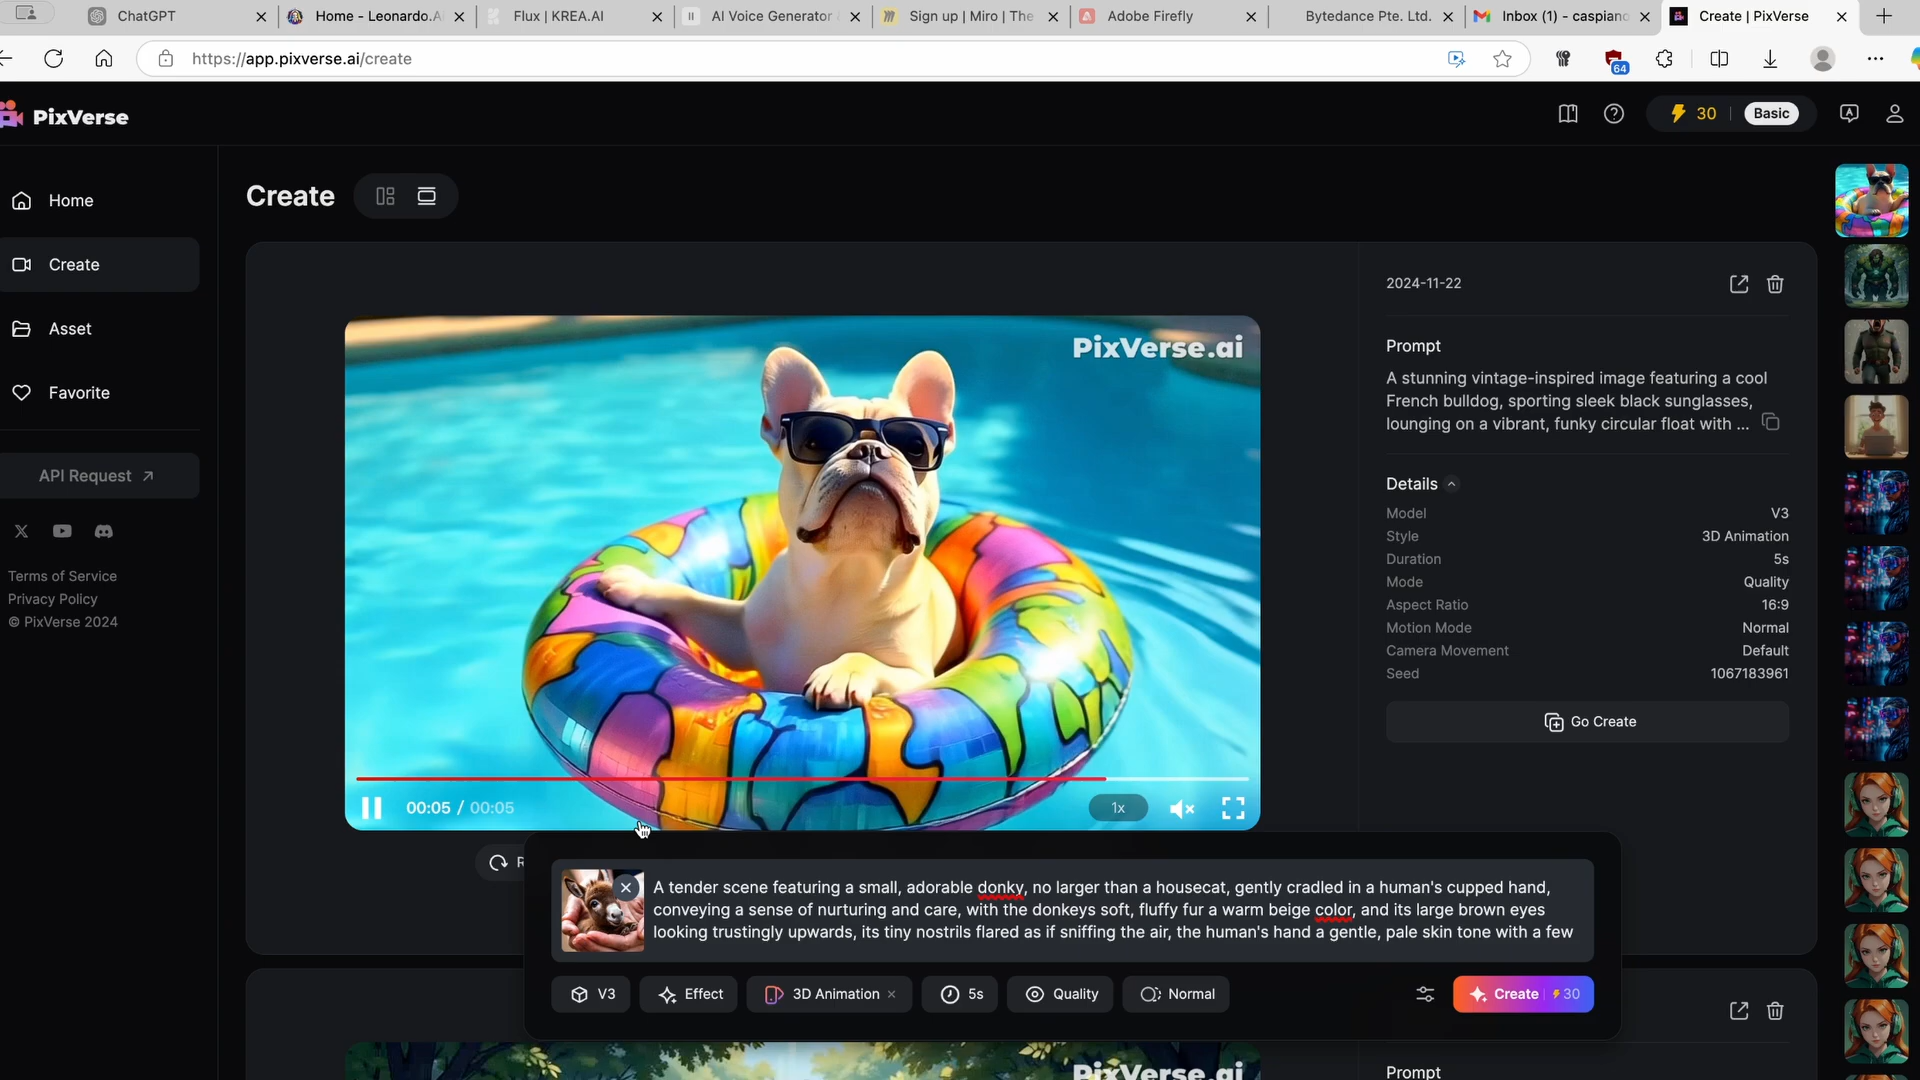 ChatGPT
Home - Leonardo.A
Flux | KREA.AI
AI Voice Generator
Sign up | Miro | The
Adobe Firefly
Bytedance Pte. Ltd.
Inbox (1) - caspiano
Create | PixVerse
https://app.pixverse.ai/create
64
PixVerse
30
Basic
Home
Create
Asset
Favorite
API Request
Terms of Service
Privacy Policy
© PixVerse 2024
Create
PixVerse.ai
00:05 / 00:05
1x
2024-11-22
Prompt
A stunning vintage-inspired image featuring a cool
French bulldog, sporting sleek black sunglasses,
lounging on a vibrant, funky circular float with ...
Details
Model V3
Style 3D Animation
Duration 5s
Mode Quality
Aspect Ratio 16:9
Motion Mode Normal
Camera Movement Default
Seed 1067183961
Go Create
R
A tender scene featuring a small, adorable donky, no larger than a housecat, gently cradled in a human's cupped hand,
conveying a sense of nurturing and care, with the donkeys soft, fluffy fur a warm beige color, and its large brown eyes
looking trustingly upwards, its tiny nostrils flared as if sniffing the air, the human's hand a gentle, pale skin tone with a few
V3
Effect
3D Animation
5s
Quality
Normal
Create
30
PixVerse.ai
Prompt